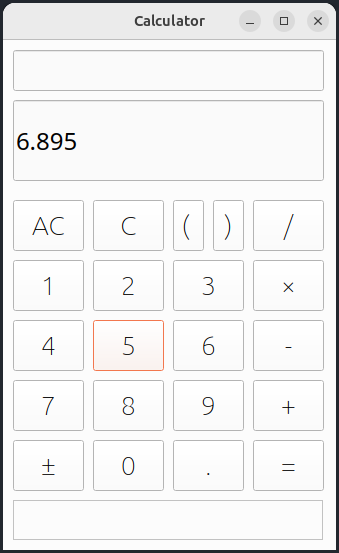 Calculator
6.895
AC C ( ) /
1 2 3 ×
4 5 6 -
7 8 9 +
± 0 . =